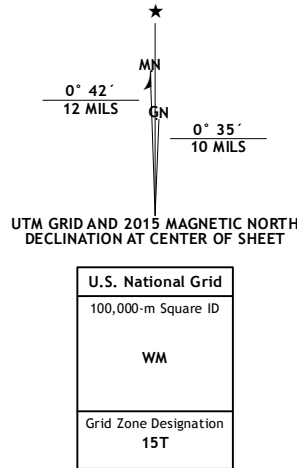 MN
0° 42´
12 MILS
GN
0° 35´
10 MILS
UTM GRID AND 2015 MAGNETIC NORTH
DECLINATION AT CENTER OF SHEET
U.S. National Grid
100,000-m Square ID
WM
Grid Zone Designation
15T